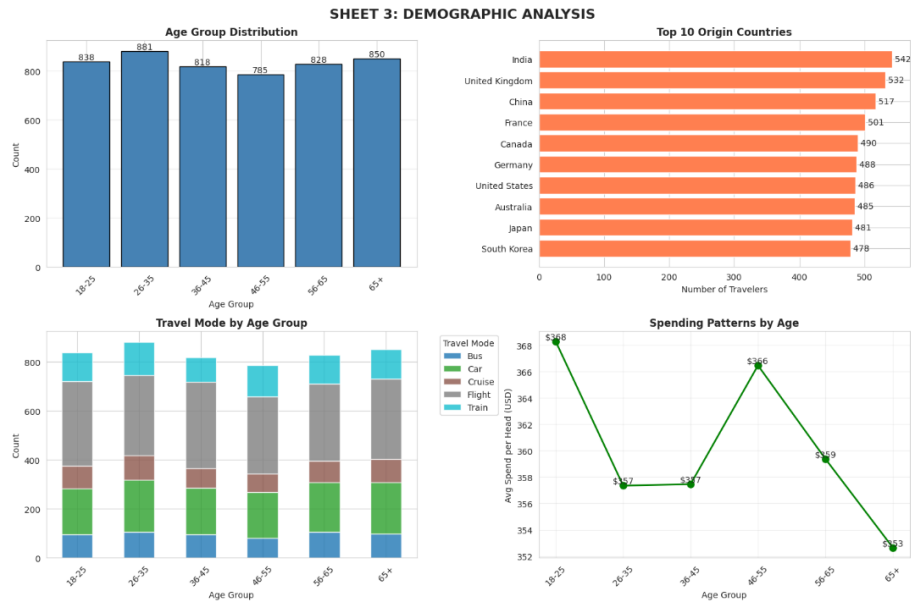 SHEET 3: DEMOGRAPHIC ANALYSIS
Age Group Distribution
838
881
818
785
828
850
800
600
400
200
0
Count
18-25
26-35
36-45
46-55
56-65
65+
Age Group
Top 10 Origin Countries
India
542
United Kingdom
532
China
517
France
501
Canada
490
Germany
488
United States
486
Australia
485
Japan
481
South Korea
478
0
100
200
300
400
500
Number of Travelers
Travel Mode by Age Group
800
600
400
200
0
Count
18-25
26-35
36-45
46-55
56-65
65+
Age Group
Travel Mode
Bus
Car
Cruise
Flight
Train
Spending Patterns by Age
368
366
364
362
360
358
356
354
352
Avg Spend per Head (USD)
$368
$357
$357
$366
$359
$353
18-25
26-35
36-45
46-55
56-65
65+
Age Group